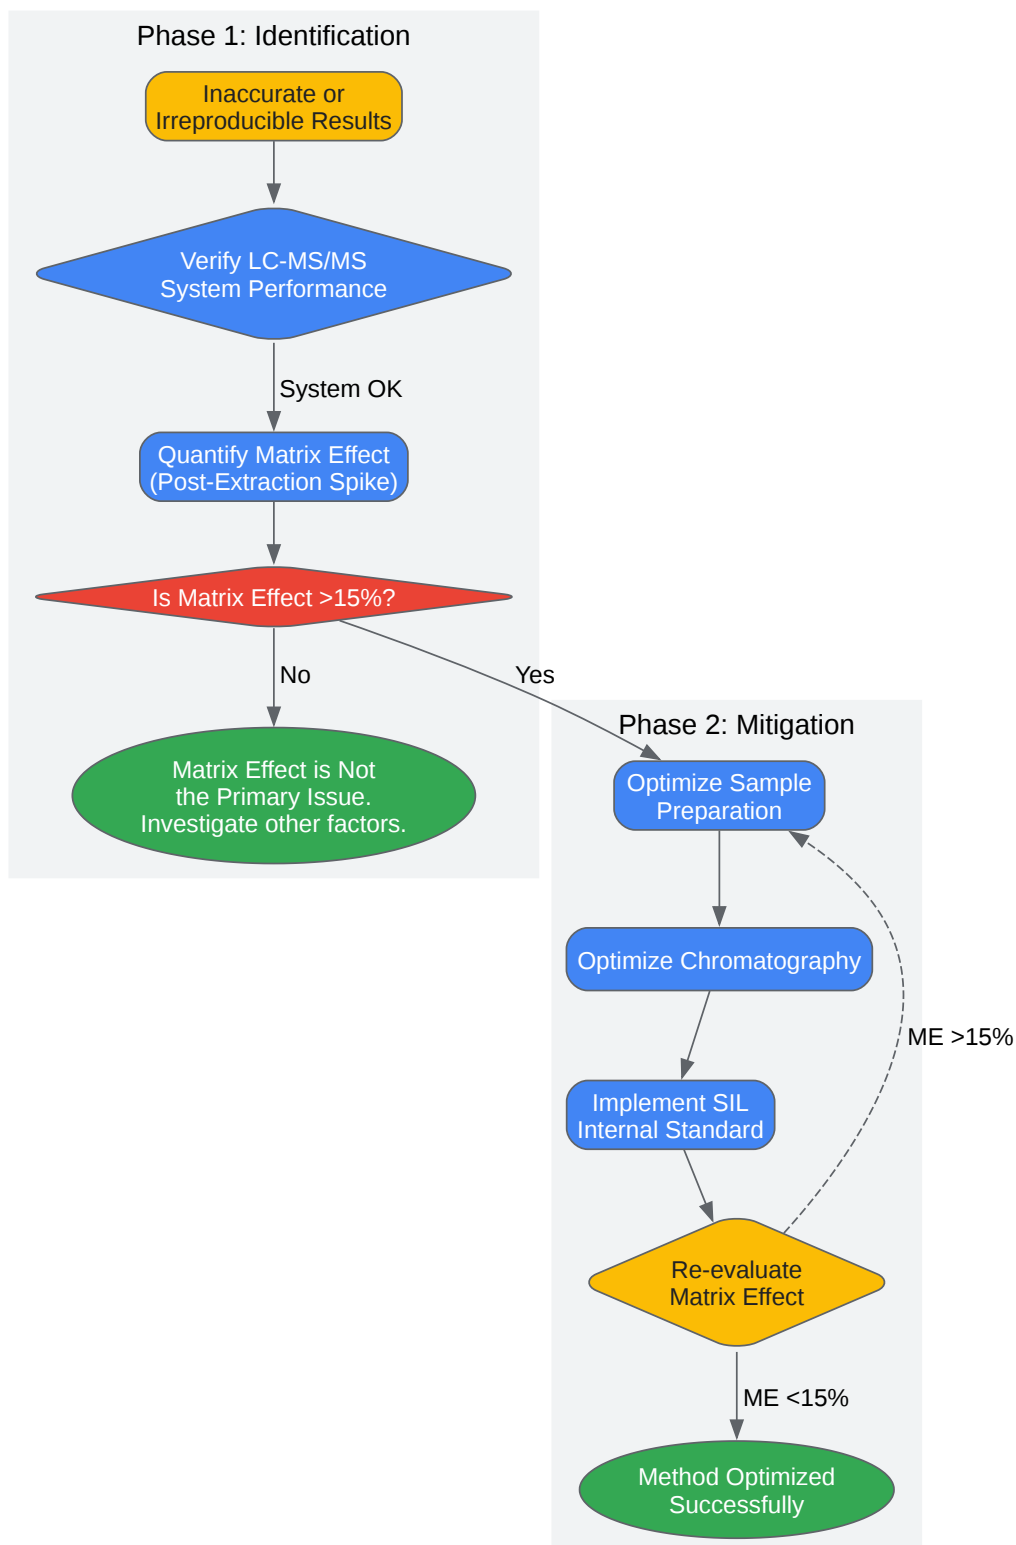 Phase 1: Identification
Inaccurate or
Irreproducible Results
Verify LC-MS/MS
System Performance
System OK
Quantify Matrix Effect
(Post-Extraction Spike)
Is Matrix Effect >15%?
No
Yes
Matrix Effect is Not
the Primary Issue.
Investigate other factors.
Phase 2: Mitigation
Optimize Sample
Preparation
Optimize Chromatography
ME >15%
Implement SIL
Internal Standard
Re-evaluate
Matrix Effect
ME <15%
Method Optimized
Successfully